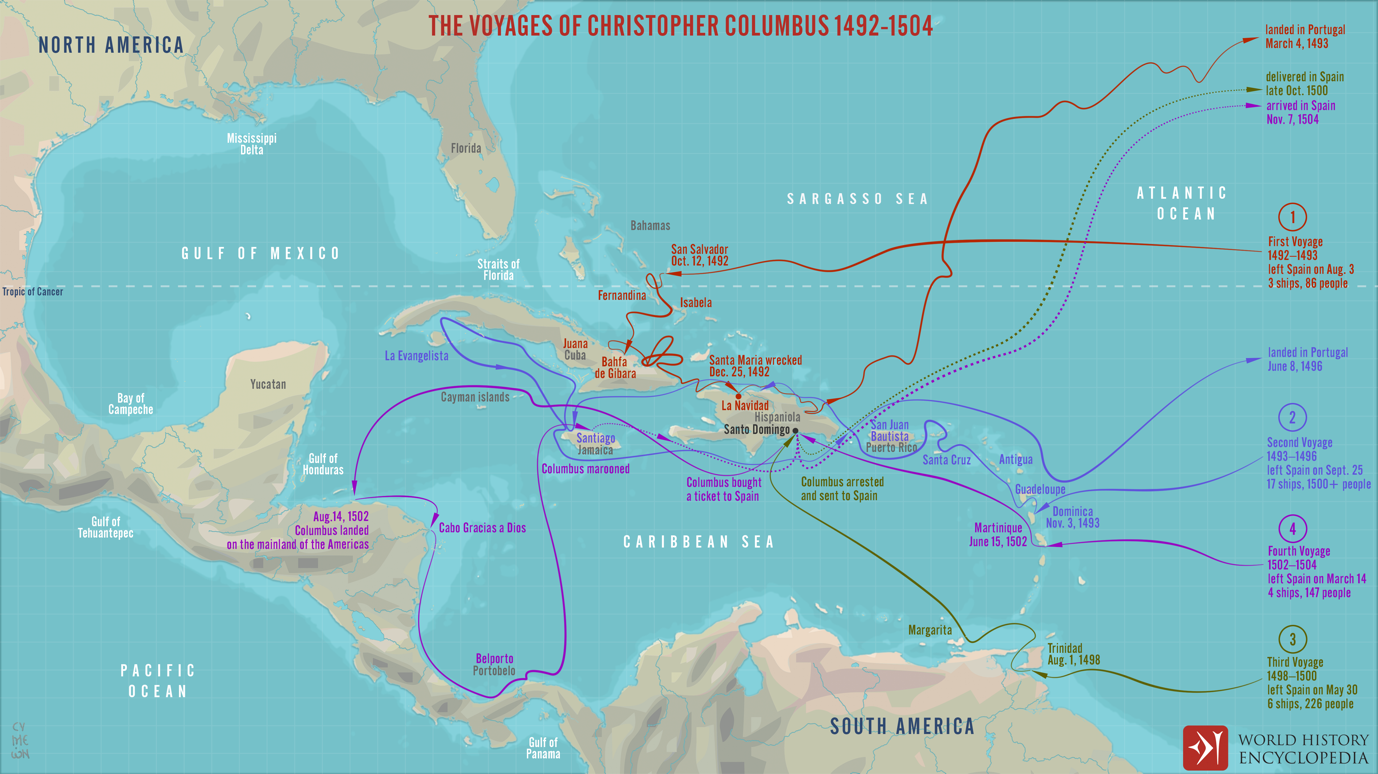 THE VOYAGES OF CHRISTOPHER COLUMBUS 1492-1504
NORTH AMERICA
landed in Portugal
March 4, 1493
delivered in Spain
late Oct. 1500
arrived in Spain
Nov. 7, 1504
Mississippi
Delta
Florida
SARGASSO SEA
ATLANTIC
OCEAN
Bahamas
GULF OF MEXICO
San Salvador
Oct. 12, 1492
1
First Voyage
1492–1493
left Spain on Aug. 3
3 ships, 86 people
Straits of
Florida
Tropic of Cancer
Fernandina
Isabela
La Evangelista
Juana
Cuba
Bahfa
de Gibara
Santa Maria wrecked
Dec. 25, 1492
landed in Portugal
June 8, 1496
Yucatan
Bay of
Campeche
Cayman islands
La Navidad
Hispaniola
Santo Domingo
San Juan
Bautista
Puerto Rico
2
Second Voyage
1493–1496
left Spain on Sept. 25
17 ships, 1500+ people
Santiago
Jamaica
Gulf of
Honduras
Columbus marooned
Santa Cruz
Antigua
Columbus bought
a ticket to Spain
Columbus arrested
and sent to Spain
Guadeloupe
Dominica
Nov. 3, 1493
Gulf of
Tehuantepec
Aug.14, 1502
Columbus landed
on the mainland of the Americas
Cabo Gracias a Dios
CARIBBEAN SEA
Martinique
June 15, 1502
4
Fourth Voyage
1502–1504
left Spain on March 14
4 ships, 147 people
Margarita
Trinidad
Aug. 1, 1498
3
Third Voyage
1498–1500
left Spain on May 30
6 ships, 226 people
Belporto
Portobelo
PACIFIC
OCEAN
SOUTH AMERICA
Gulf of
Panama
WORLD HISTORY
ENCYCLOPEDIA